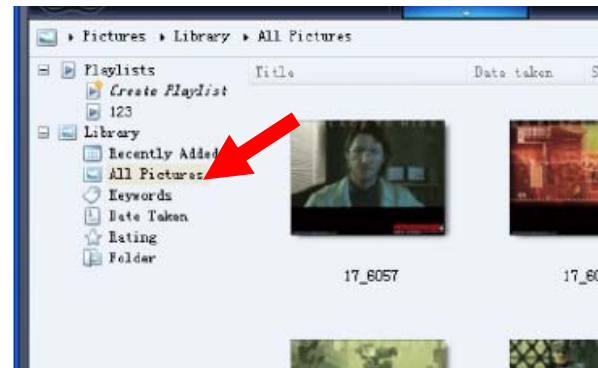 Pictures ▸ Library ▸ All Pictures
Playlists
Title
Date taken
S
Create Playlist
123
Library
Recently Added
All Pictures
Keywords
Date Taken
Rating
Folder
17_6057
17_60